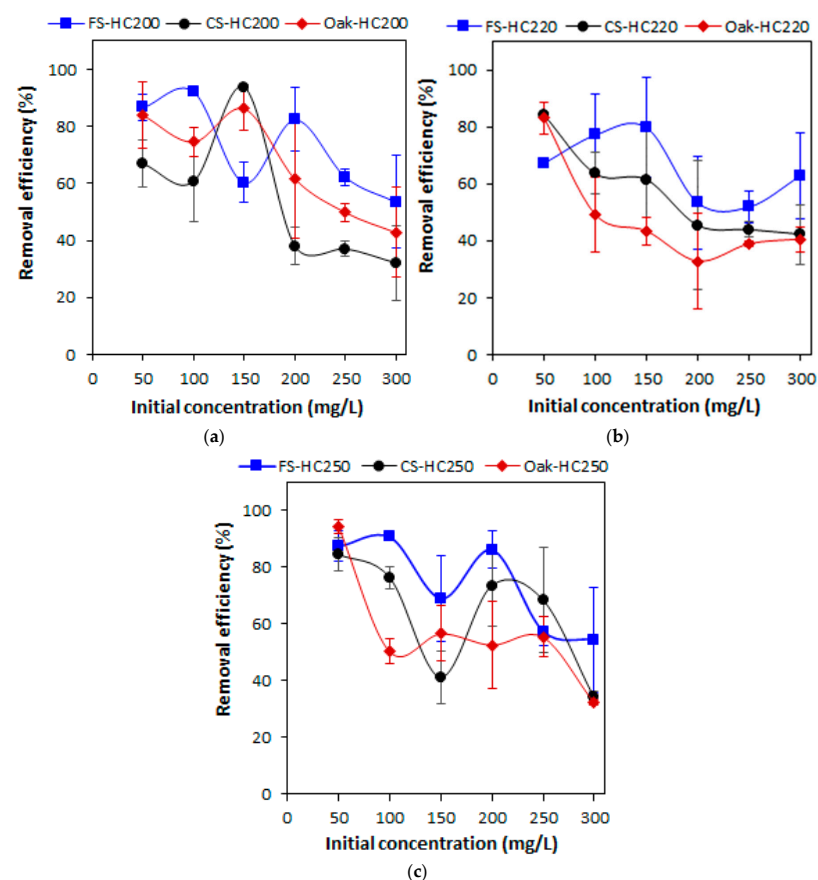 FS-HC200 CS-HC200 Oak-HC200
Removal efficiency (%)
100
80
60
40
20
0
0 50 100 150 200 250 300
Initial concentration (mg/L)
(a)
FS-HC220 CS-HC220 Oak-HC220
Removal efficiency (%)
100
80
60
40
20
0
0 50 100 150 200 250 300
Initial concentration (mg/L)
(b)
FS-HC250 CS-HC250 Oak-HC250
Removal efficiency (%)
100
80
60
40
20
0
0 50 100 150 200 250 300
Initial concentration (mg/L)
(c)